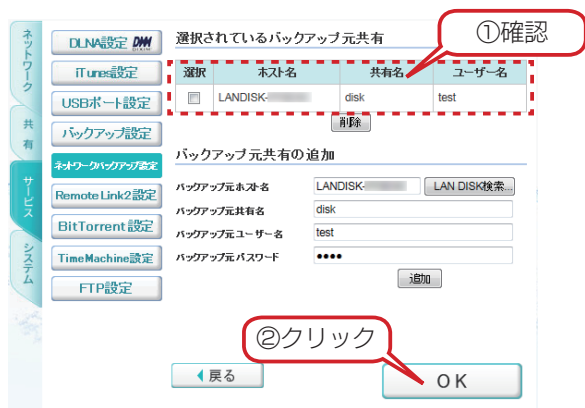 ネットワーク
共有
サービス
システム
DLNA設定 DMM
iTunes設定
USBポート設定
バックアップ設定
ネットワークバックアップ設定
Remote Link2設定
BitTorrent設定
TimeMachine設定
FTP設定
選択されているバックアップ元共有
①確認
選択 ホスト名 共有名 ユーザー名
LANDISK- disk test
削除
バックアップ元共有の追加
バックアップ元ホスト名 LANDISK- LAN DISK検索...
バックアップ元共有名 disk
バックアップ元ユーザー名 test
バックアップ元パスワード ●●●●
追加
②クリック
戻る
OK